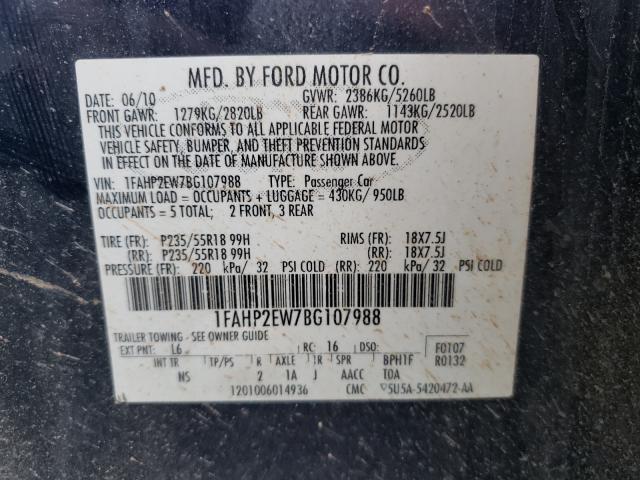 MFD. BY FORD MOTOR CO.
DATE: 06/10 GVWR: 2386KG/5260LB
FRONT GAWR: 1279KG/2820LB REAR GAWR: 1143KG/2520LB
THIS VEHICLE CONFORMS TO ALL APPLICABLE FEDERAL MOTOR
VEHICLE SAFETY, BUMPER, AND THEFT PREVENTION STANDARDS
IN EFFECT ON THE DATE OF MANUFACTURE SHOWN ABOVE.
VIN: 1FAHP2EW7BG107988 TYPE: Passenger Car
MAXIMUM LOAD = OCCUPANTS + LUGGAGE = 430KG/ 950LB
OCCUPANTS = 5 TOTAL; 2 FRONT, 3 REAR
TIRE (FR): P235/55R18 99H RIMS (FR): 18X7.5J
(RR): P235/55R18 99H (RR): 18X7.5J
PRESSURE (FR): 220 kPa/ 32 PSI COLD (RR): 220 kPa/ 32 PSI COLD
1FAHP2EW7BG107988
TRAILER TOWING - SEE OWNER GUIDE
EXT PNT: L6 RC: 16 DSO: F0107
INT TR TP/PS R AXLE TR SPR BPHTF R0132
NS 2 1A J AACC TOA
1201006014936 CMC 5U5A-5420472-AA